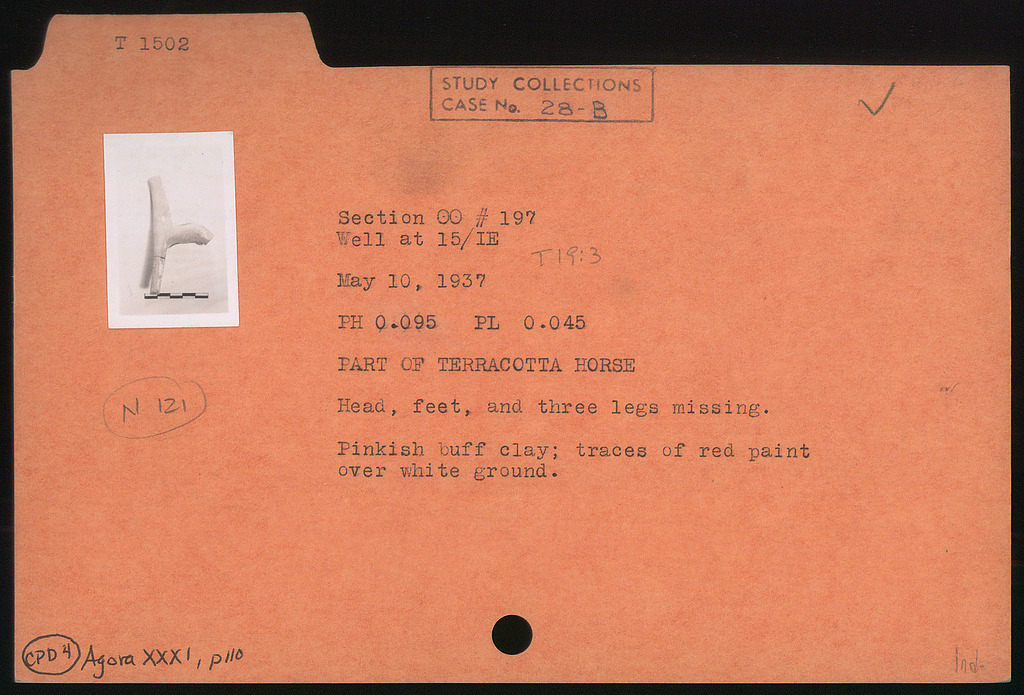 T 1502
STUDY COLLECTIONS
CASE No. 28-B
Section OO # 197
Well at 15/IE
T19:3
May 10, 1937
PH 0.095 PL 0.045
PART OF TERRACOTTA HORSE
Head, feet, and three legs missing.
N 121
Pinkish buff clay; traces of red paint
over white ground.
CPD 4 Agora XXXI, p110
Ind-